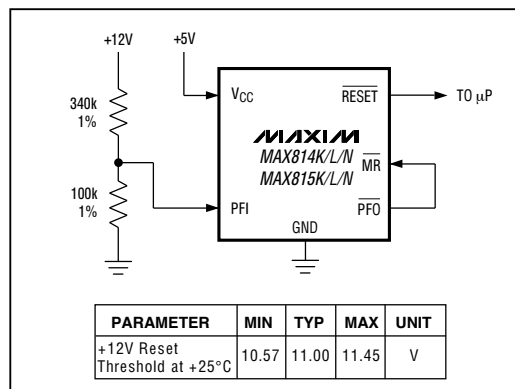 +12V
+5V
340k
1%
100k
1%
VCC
RESET
TO µP
MAXIM
MAX814K/L/N
MAX815K/L/N
MR
PFI
PFO
GND
PARAMETER MIN TYP MAX UNIT
+12V Reset
Threshold at +25°C 10.57 11.00 11.45 V